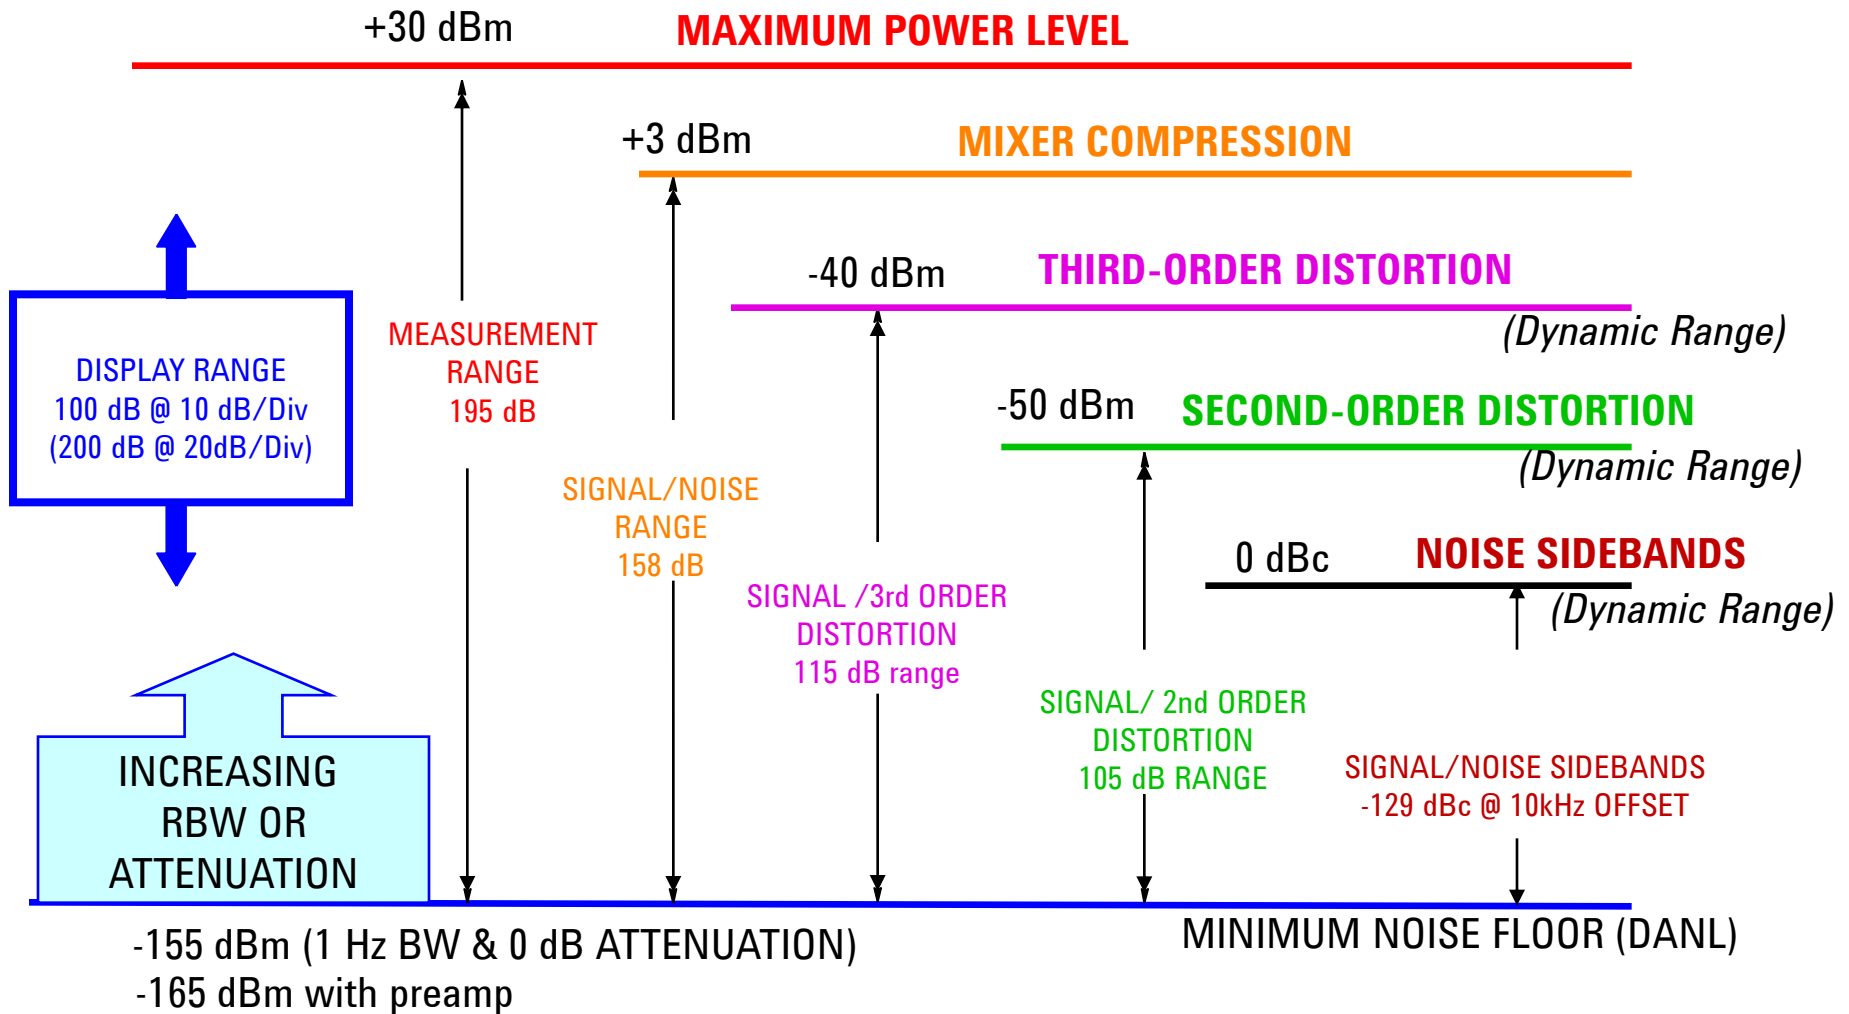 +30 dBm
MAXIMUM POWER LEVEL
+3 dBm
MIXER COMPRESSION
-40 dBm
THIRD-ORDER DISTORTION
(Dynamic Range)
DISPLAY RANGE
100 dB @ 10 dB/Div
(200 dB @ 20dB/Div)
MEASUREMENT
RANGE
195 dB
-50 dBm
SECOND-ORDER DISTORTION
(Dynamic Range)
SIGNAL/NOISE
RANGE
158 dB
0 dBc
NOISE SIDEBANDS
(Dynamic Range)
SIGNAL /3rd ORDER
DISTORTION
115 dB range
SIGNAL/ 2nd ORDER
DISTORTION
105 dB RANGE
SIGNAL/NOISE SIDEBANDS
-129 dBc @ 10kHz OFFSET
INCREASING
RBW OR
ATTENUATION
-155 dBm (1 Hz BW & 0 dB ATTENUATION)
-165 dBm with preamp
MINIMUM NOISE FLOOR (DANL)